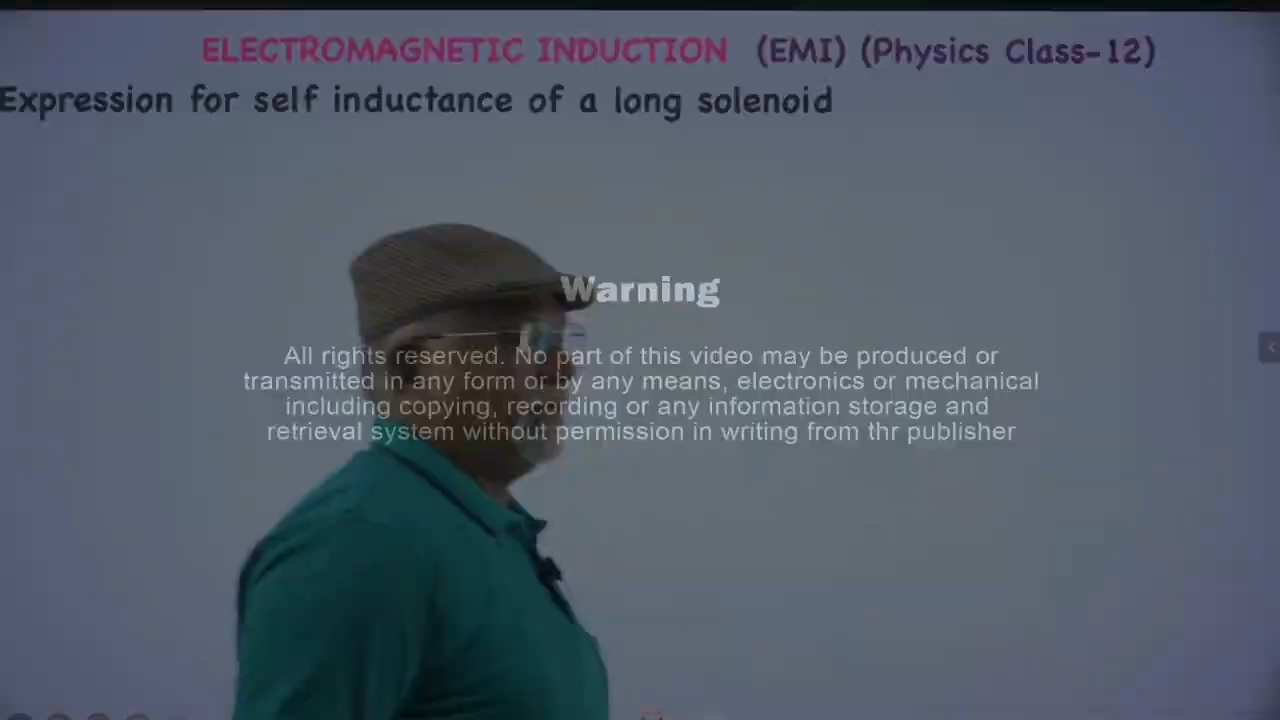 ELECTROMAGNETIC INDUCTION (EMI) (Physics Class-12)
Expression for self inductance of a long solenoid
Warning
All rights reserved. No part of this video may be produced or
transmitted in any form or by any means, electronics or mechanical
including copying, recording or any information storage and
retrieval system without permission in writing from thr publisher